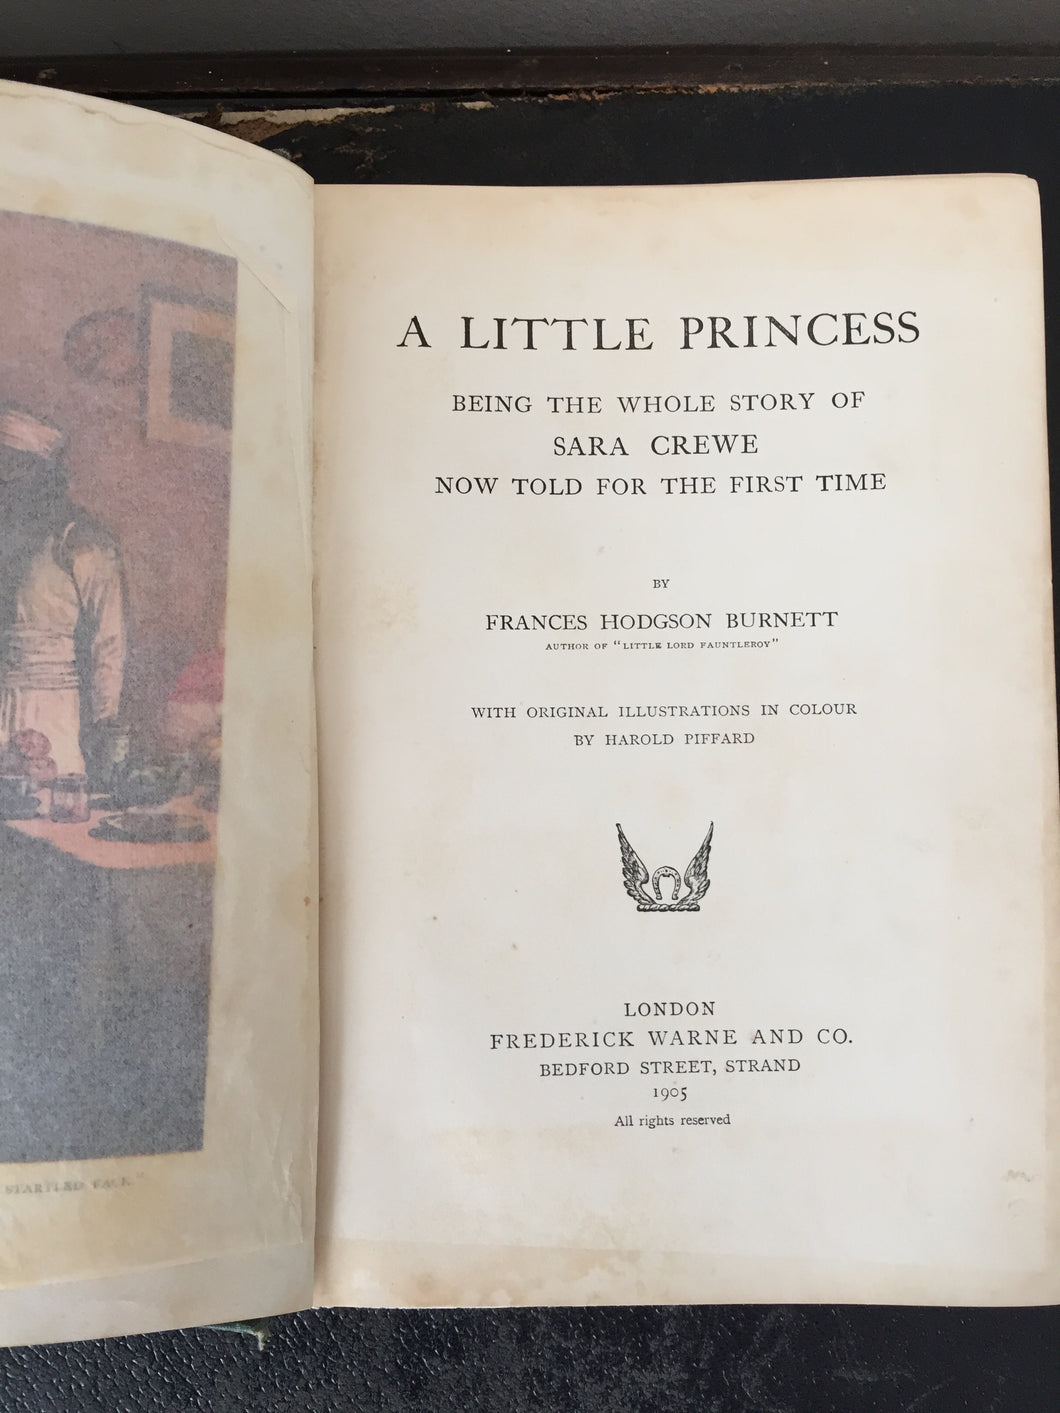 STARTLED FACE"
A LITTLE PRINCESS
BEING THE WHOLE STORY OF
SARA CREWE
NOW TOLD FOR THE FIRST TIME
BY
FRANCES HODGSON BURNETT
AUTHOR OF "LITTLE LORD FAUNTLEROY"
WITH ORIGINAL ILLUSTRATIONS IN COLOUR
BY HAROLD PIFFARD
LONDON
FREDERICK WARNE AND CO.
BEDFORD STREET, STRAND
1905
All rights reserved